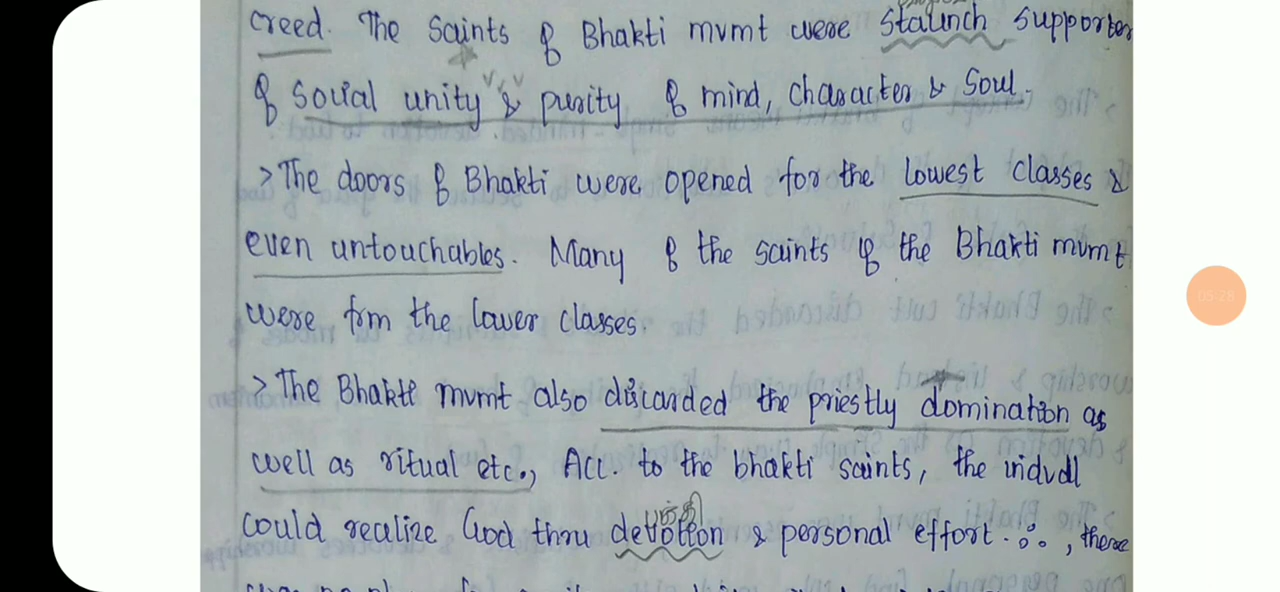 creed. The Saints of Bhakti mvmt were staunch supporter
of Social unity & purity of mind, character & Soul.
> The doors of Bhakti were opened for the lowest classes &
even untouchables. Many of the saints of the Bhakti mvmt
were frm the lower classes.
> The Bhakti mvmt also discarded the priestly domination as
well as ritual etc., Acc. to the bhakti saints, the indvdl
பக்தி
could realize God thru devotion & personal effort. ∴, there
05:28